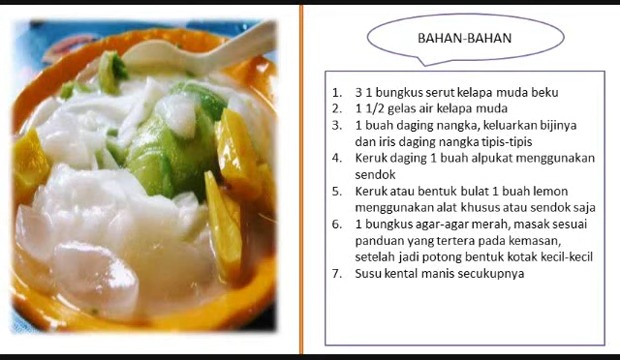 BAHAN-BAHAN
1. 3 1 bungkus serut kelapa muda beku
2. 1 1/2 gelas air kelapa muda
3. 1 buah daging nangka, keluarkan bijinya
dan iris daging nangka tipis-tipis
4. Keruk daging 1 buah alpukat menggunakan
sendok
5. Keruk atau bentuk bulat 1 buah lemon
menggunakan alat khusus atau sendok saja
6. 1 bungkus agar-agar merah, masak sesuai
panduan yang tertera pada kemasan,
setelah jadi potong bentuk kotak kecil-kecil
7. Susu kental manis secukupnya